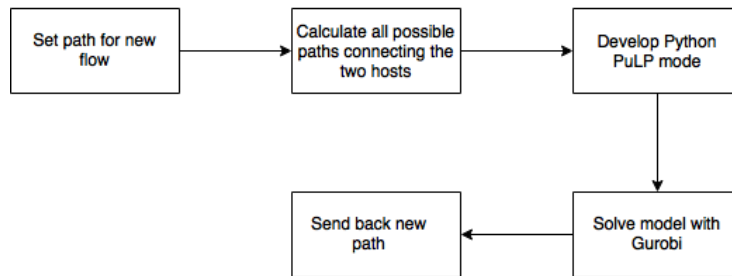 Set path for new
flow
Calculate all possible
paths connecting the
two hosts
Develop Python
PuLP mode
Solve model with
Gurobi
Send back new
path